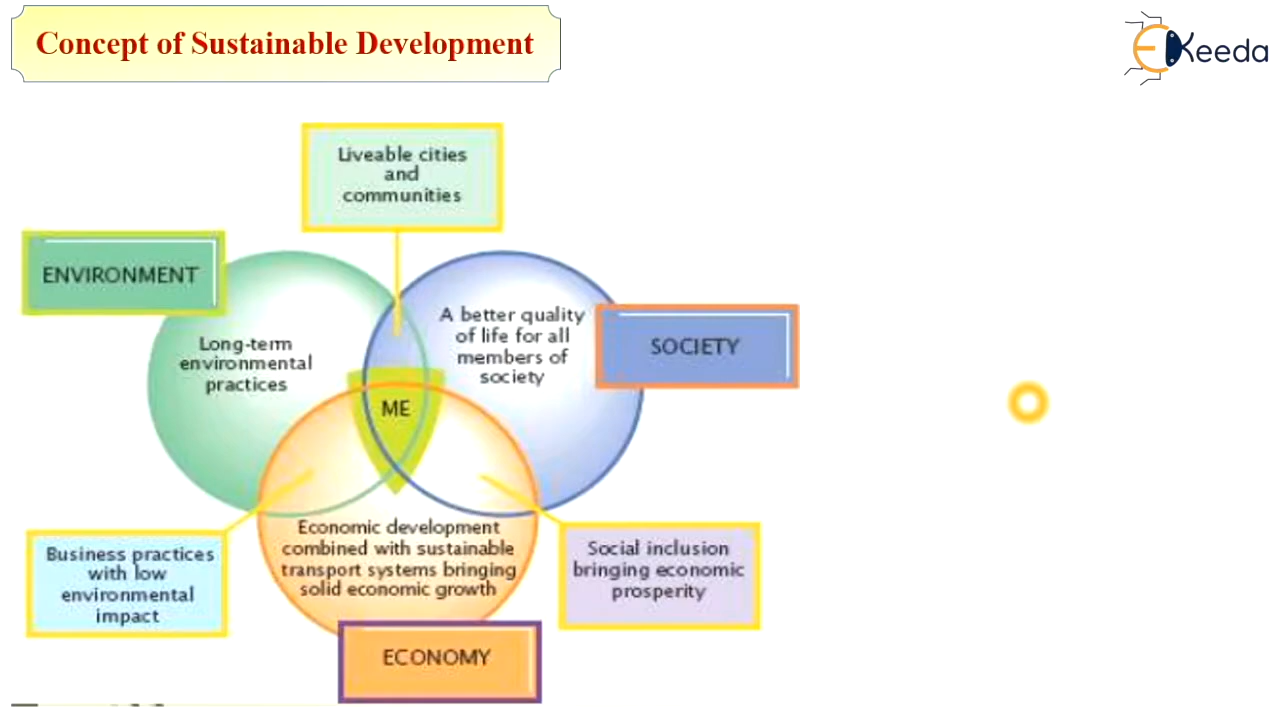 Concept of Sustainable Development
EKeeda
Liveable cities
and
communities
ENVIRONMENT
A better quality
of life for all
members of
society
SOCIETY
Long-term
environmental
practices
ME
Economic development
combined with sustainable
transport systems bringing
solid economic growth
Business practices
with low
environmental
impact
Social inclusion
bringing economic
prosperity
ECONOMY